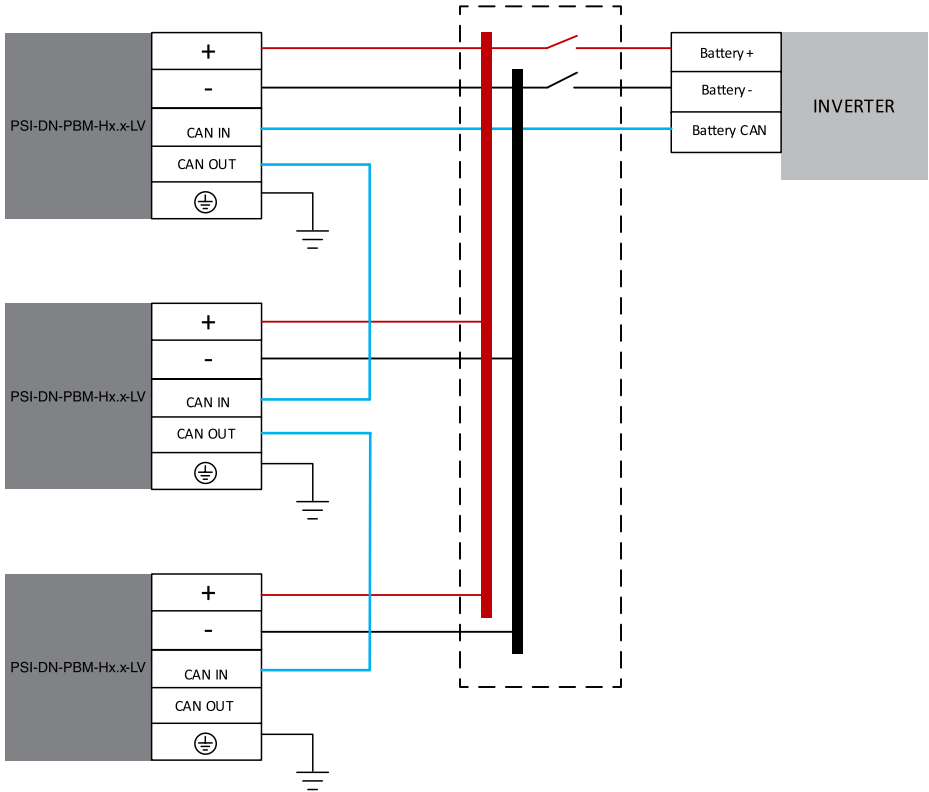 +
-
PSI-DN-PBM-Hx.x-LV
CAN IN
CAN OUT
Battery +
Battery -
Battery CAN
INVERTER
+
-
PSI-DN-PBM-Hx.x-LV
CAN IN
CAN OUT
+
-
PSI-DN-PBM-Hx.x-LV
CAN IN
CAN OUT